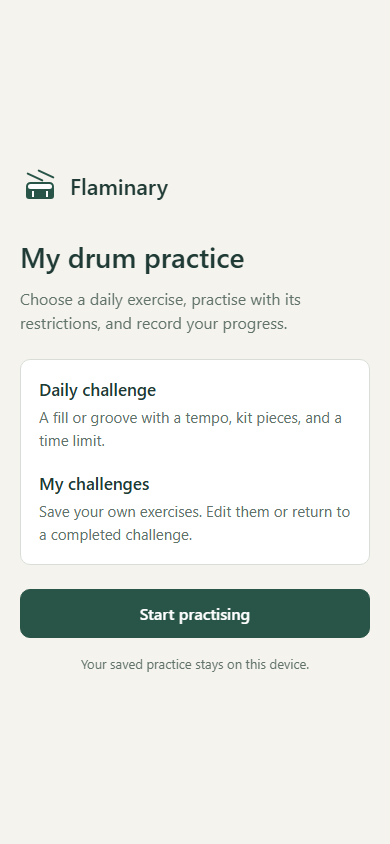 Flaminary
My drum practice
Choose a daily exercise, practise with its
restrictions, and record your progress.
Daily challenge
A fill or groove with a tempo, kit pieces, and a
time limit.
My challenges
Save your own exercises. Edit them or return to
a completed challenge.
Start practising
Your saved practice stays on this device.